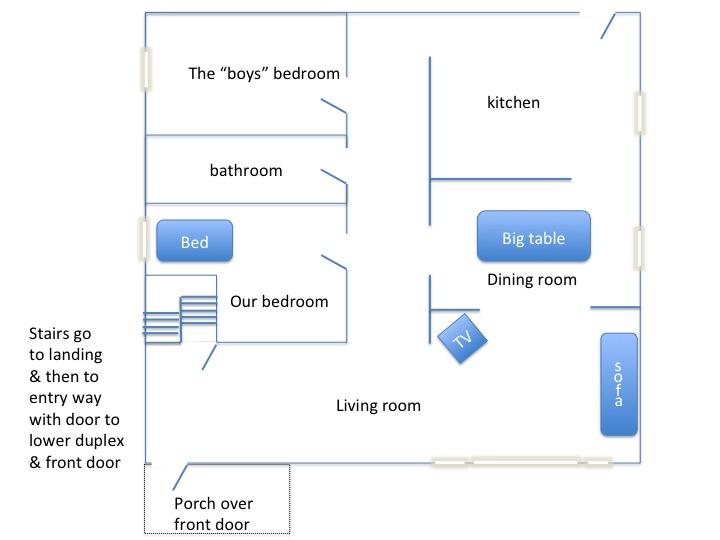 The “boys” bedroom
kitchen
bathroom
Bed
Big table
Dining room
Our bedroom
Stairs go
to landing
& then to
entry way
with door to
lower duplex
& front door
TV
sofa
Living room
Porch over
front door